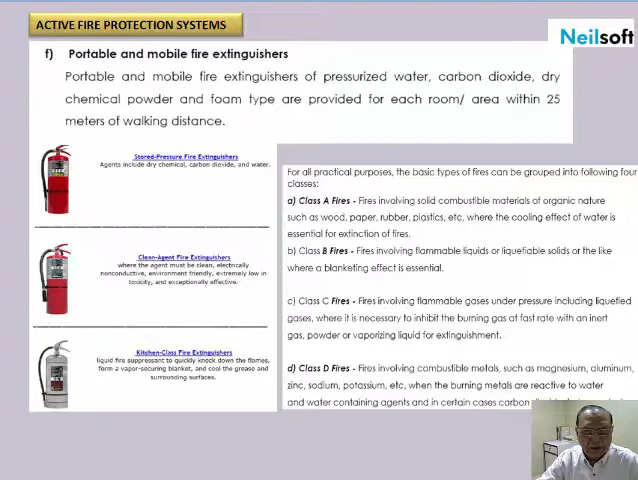 ACTIVE FIRE PROTECTION SYSTEMS
Neilsoft
f) Portable and mobile fire extinguishers
Portable and mobile fire extinguishers of pressurized water, carbon dioxide, dry
chemical powder and foam type are provided for each room/ area within 25
meters of walking distance.
Stored-Pressure Fire Extinguishers
Agents include dry chemical, carbon dioxide, and water.
Clean-Agent Fire Extinguishers
where the agent must be clean, electrically
nonconductive, environment friendly, extremely low in
toxicity, and exceptionally effective.
Kitchen-Class Fire Extinguishers
liquid fire suppressant to quickly knock down the flames,
form a vapor-securing blanket, and cool the grease and
surrounding surfaces.
For all practical purposes, the basic types of fires can be grouped into following four
classes:
a) Class A Fires - Fires involving solid combustible materials of organic nature
such as wood, paper, rubber, plastics, etc, where the cooling effect of water is
essential for extinction of fires.
b) Class B Fires - Fires involving flammable liquids or liquefiable solids or the like
where a blanketing effect is essential.
c) Class C Fires - Fires involving flammable gases under pressure including liquefied
gases, where it is necessary to inhibit the burning gas at fast rate with an inert
gas, powder or vaporizing liquid for extinguishment.
d) Class D Fires - Fires involving combustible metals, such as magnesium, aluminum,
zinc, sodium, potassium, etc, when the burning metals are reactive to water
and water containing agents and in certain cases carbon